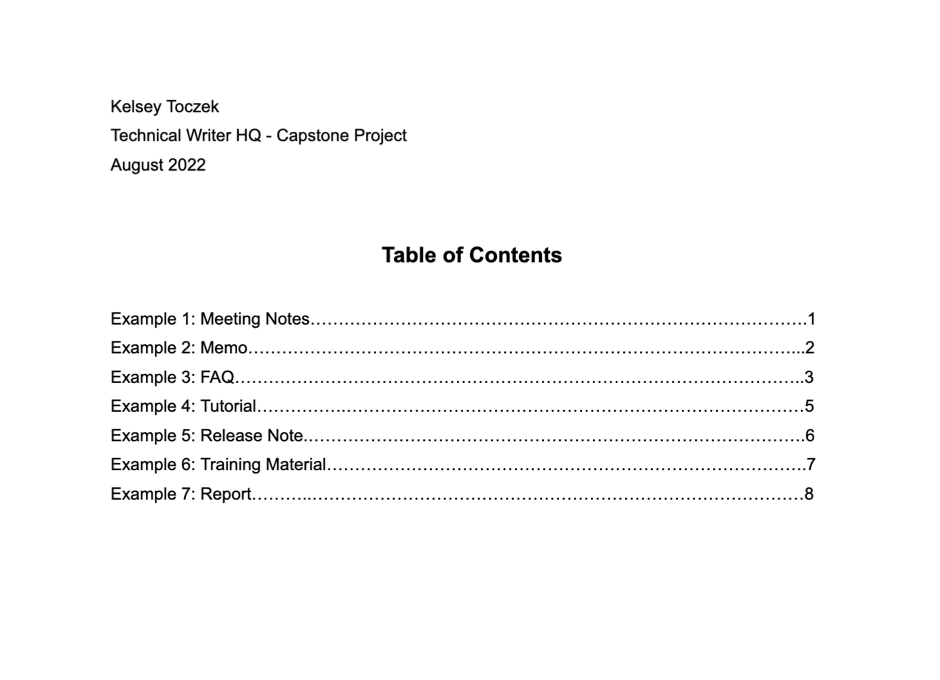 Kelsey Toczek
Technical Writer HQ - Capstone Project
August 2022
Table of Contents
Example 1: Meeting Notes…………………………………………………………………………….1
Example 2: Memo……………………………………………………………………………………...2
Example 3: FAQ………………………………………………………………………………………..3
Example 4: Tutorial……………………………………………………………………………………5
Example 5: Release Note…………………………………………………………………………….6
Example 6: Training Material………………………………………………………………………….7
Example 7: Report……………………………………………………………………………………8